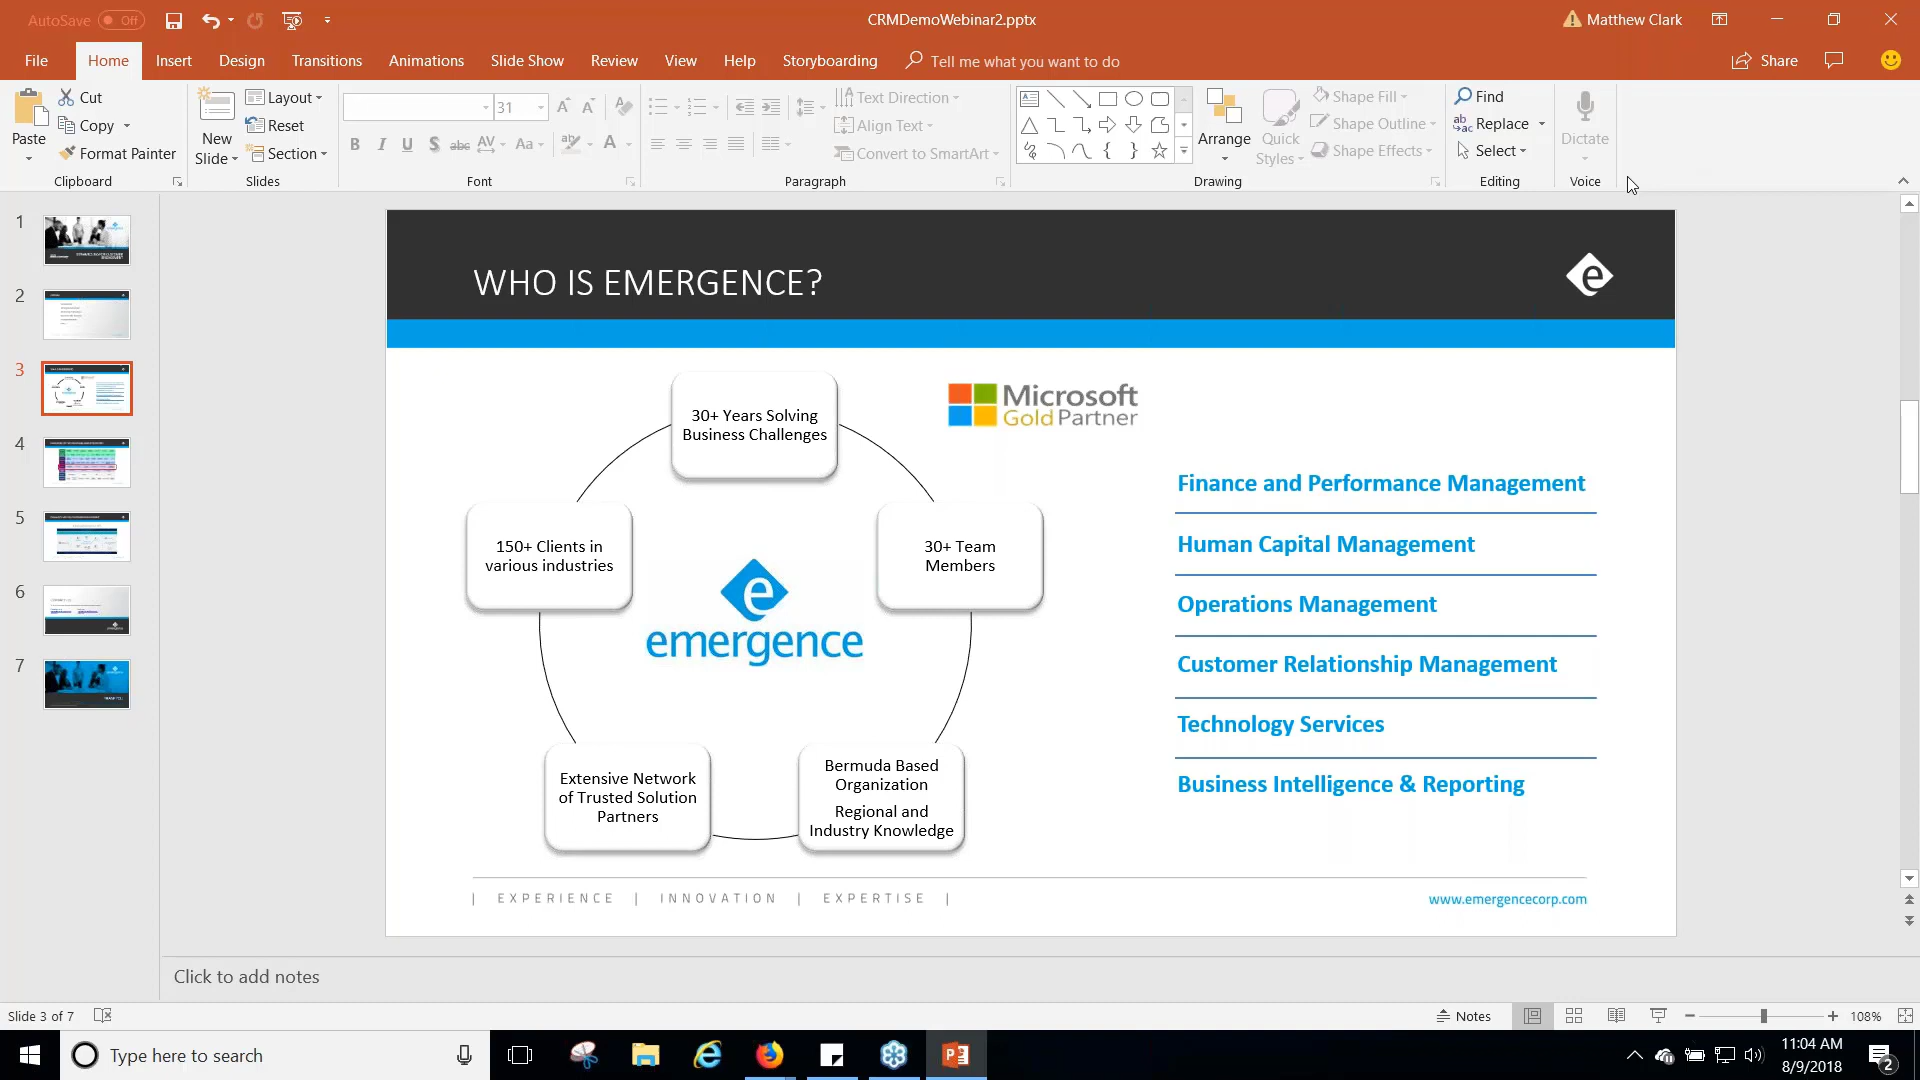 AutoSave Off
CRMDemoWebinar2.pptx
Matthew Clark
File Home Insert Design Transitions Animations Slide Show Review View Help Storyboarding Tell me what you want to do
Share
Paste
Cut
Copy
Format Painter
Clipboard
New
Slide
Layout
Reset
Section
Slides
31
B I U S abc AV Aa A
Font
Text Direction
Align Text
Convert to SmartArt
Paragraph
Arrange
Quick
Styles
Shape Fill
Shape Outline
Shape Effects
Drawing
Find
Replace
Select
Editing
Dictate
Voice
1
2
3
4
5
6
7
WHO IS EMERGENCE?
e
30+ Years Solving
Business Challenges
150+ Clients in
various industries
30+ Team
Members
e
emergence
Extensive Network
of Trusted Solution
Partners
Bermuda Based
Organization
Regional and
Industry Knowledge
Microsoft
Gold Partner
Finance and Performance Management
Human Capital Management
Operations Management
Customer Relationship Management
Technology Services
Business Intelligence & Reporting
| EXPERIENCE | INNOVATION | EXPERTISE |
www.emergencecorp.com
Click to add notes
Slide 3 of 7
Notes
108%
Type here to search
11:04 AM
8/9/2018
2